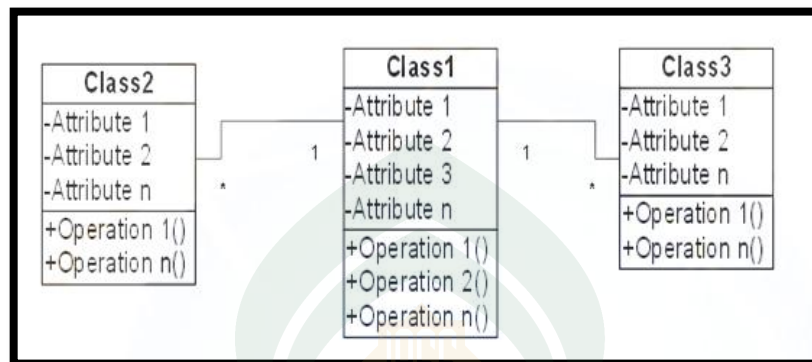 Class2
-Attribute 1
-Attribute 2
-Attribute n
+Operation 1()
+Operation n()
1
*
Class1
-Attribute 1
-Attribute 2
-Attribute 3
-Attribute n
+Operation 1()
+Operation 2()
+Operation n()
1
*
Class3
-Attribute 1
-Attribute 2
-Attribute n
+Operation 1()
+Operation n()